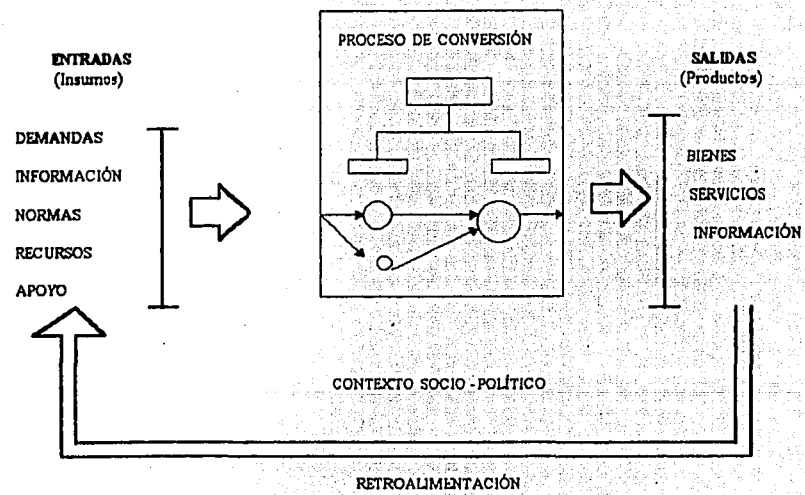 PROCESO DE CONVERSIÓN
ENTRADAS
(Insumos)
DEMANDAS
INFORMACIÓN
NORMAS
RECURSOS
APOYO
SALIDAS
(Productos)
BIENES
SERVICIOS
INFORMACIÓN
CONTEXTO SOCIO - POLÍTICO
RETROALIMENTACIÓN